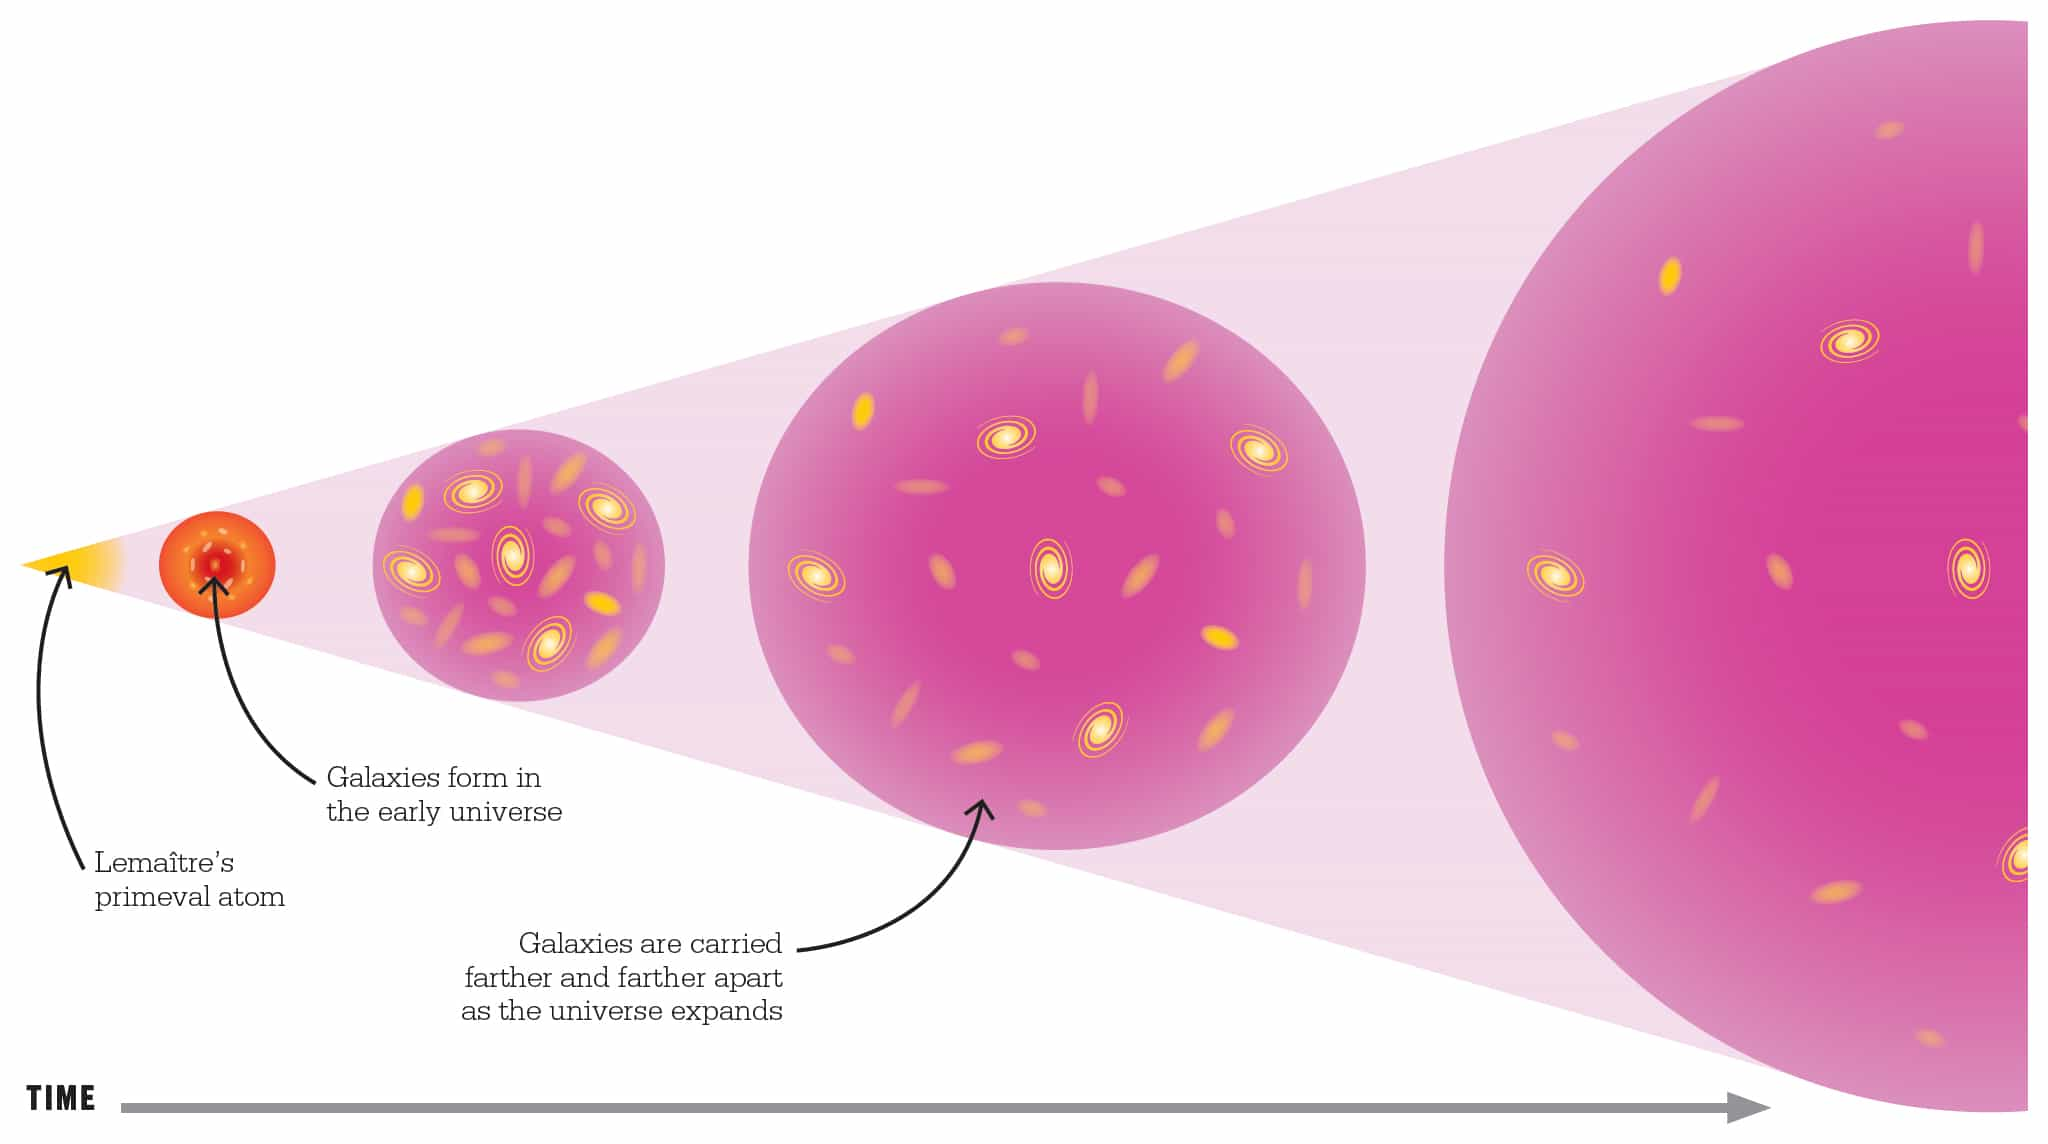 Galaxies form in
the early universe
Lemaître’s
primeval atom
Galaxies are carried
farther and farther apart
as the universe expands
TIME